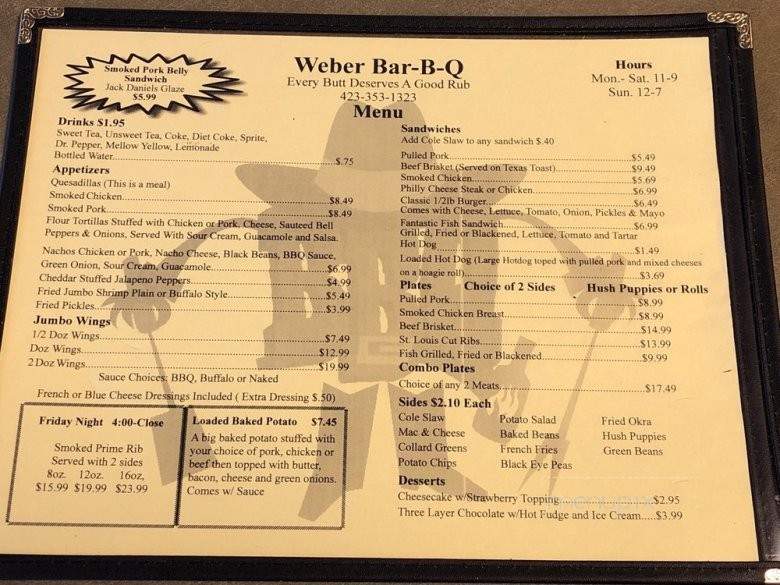 Smoked Pork Belly
Sandwich
Jack Daniels Glaze
$5.99
Weber Bar-B-Q
Every Butt Deserves A Good Rub
423-353-1323
Menu
Hours
Mon.- Sat. 11-9
Sun. 12-7
Drinks $1.95
Sweet Tea, Unsweet Tea, Coke, Diet Coke, Sprite,
Dr. Pepper, Mellow Yellow, Lemonade
Bottled Water $.75
Appetizers
Quesadillas (This is a meal)
Smoked Chicken $8.49
Smoked Pork $8.49
Flour Tortillas Stuffed with Chicken or Pork, Cheese, Sauteed Bell
Peppers & Onions, Served With Sour Cream, Guacamole and Salsa.
Nachos Chicken or Pork, Nacho Cheese, Black Beans, BBQ Sauce,
Green Onion, Sour Cream, Guacamole $6.99
Cheddar Stuffed Jalapeno Peppers $4.99
Fried Jumbo Shrimp Plain or Buffalo Style $5.49
Fried Pickles $3.99
Jumbo Wings
1/2 Doz Wings $7.49
Doz Wings $12.99
2 Doz Wings $19.99
Sauce Choices: BBQ, Buffalo or Naked
French or Blue Cheese Dressings Included ( Extra Dressing $.50)
Friday Night 4:00-Close
Smoked Prime Rib
Served with 2 sides
8oz. 12oz. 16oz,
$15.99 $19.99 $23.99
Loaded Baked Potato $7.45
A big baked potato stuffed with
your choice of pork, chicken or
beef then topped with butter,
bacon, cheese and green onions.
Comes w/ Sauce
Sandwiches
Add Cole Slaw to any sandwich $.40
Pulled Pork $5.49
Beef Brisket (Served on Texas Toast) $9.49
Smoked Chicken $5.69
Philly Cheese Steak or Chicken $6.99
Classic 1/2lb Burger $6.49
Comes with Cheese, Lettuce, Tomato, Onion, Pickles & Mayo
Fantastic Fish Sandwich $6.99
Grilled, Fried or Blackened, Lettuce, Tomato and Tartar
Hot Dog $1.49
Loaded Hot Dog (Large Hotdog toped with pulled pork and mixed cheeses
on a hoagie roll) $3.69
Plates Choice of 2 Sides Hush Puppies or Rolls
Pulled Pork $8.99
Smoked Chicken Breast $8.99
Beef Brisket $14.99
St. Louis Cut Ribs $13.99
Fish Grilled, Fried or Blackened $9.99
Combo Plates
Choice of any 2 Meats $17.49
Sides $2.10 Each
Cole Slaw Potato Salad Fried Okra
Mac & Cheese Baked Beans Hush Puppies
Collard Greens French Fries Green Beans
Potato Chips Black Eye Peas
Desserts
Cheesecake w/Strawberry Topping $2.95
Three Layer Chocolate w/Hot Fudge and Ice Cream.....$3.99